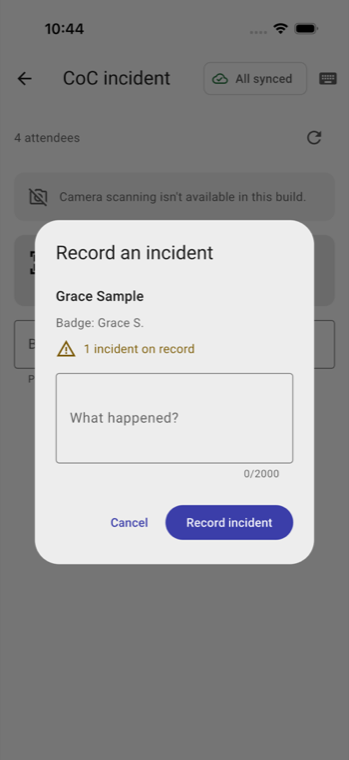 10:44
CoC incident
All synced
4 attendees
Camera scanning isn't available in this build.
Record an incident
Grace Sample
Badge: Grace S.
1 incident on record
What happened?
0/2000
Cancel
Record incident